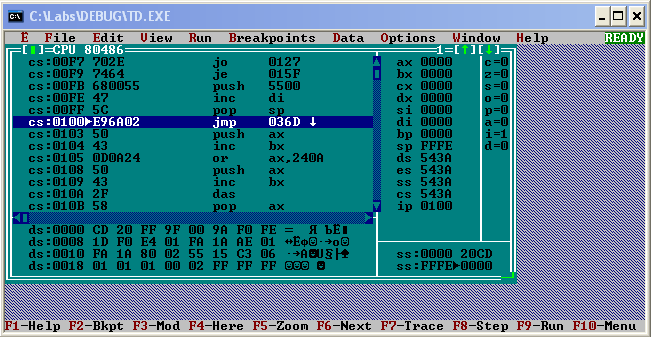 C:\Labs\DEBUG\TD.EXE
File Edit View Run Breakpoints Data Options Window Help READY
CPU 80486 1
cs:00F7 702E jo 0127 ax 0000 c=0
cs:00F9 7464 je 015F bx 0000 z=0
cs:00FB 680055 push 5500 cx 0000 s=0
cs:00FE 47 inc di dx 0000 o=0
cs:00FF 5C pop sp si 0000 p=0
cs:0100►E96A02 jmp 036D ↓ di 0000 a=0
cs:0103 50 push ax bp 0000 i=1
cs:0104 43 inc bx sp FFFE d=0
cs:0105 0D0A24 or ax,240A ds 543A
cs:0108 50 push ax es 543A
cs:0109 43 inc bx ss 543A
cs:010A 2F das cs 543A
cs:010B 58 pop ax ip 0100
ds:0000 CD 20 FF 9F 00 9A F0 FE
ds:0008 1D F0 E4 01 FA 1A AE 01
ds:0010 FA 1A 80 02 55 15 C3 06 ss:0000 20CD
ds:0018 01 01 01 00 02 FF FF FF ss:FFFE►0000
F1-Help F2-Bkpt F3-Mod F4-Here F5-Zoom F6-Next F7-Trace F8-Step F9-Run F10-Menu